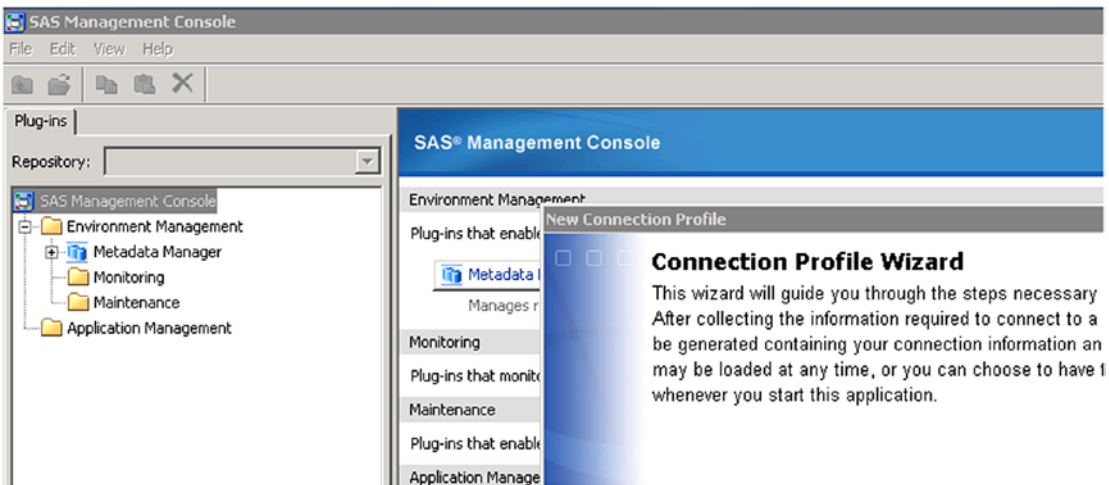 SAS Management Console
File Edit View Help
Plug-ins
Repository:
SAS Management Console
Environment Management
Metadata Manager
Monitoring
Maintenance
Application Management
SAS® Management Console
Environment Management
Plug-ins that enable
Metadata
Manages
Monitoring
Plug-ins that
Maintenance
Plug-ins that enable
Application
New Connection Profile
Connection Profile Wizard
This wizard will guide you through the steps necessary
After collecting the information required to connect to a
be generated containing your connection information an
may be loaded at any time, or you can choose to have
whenever you start this application.